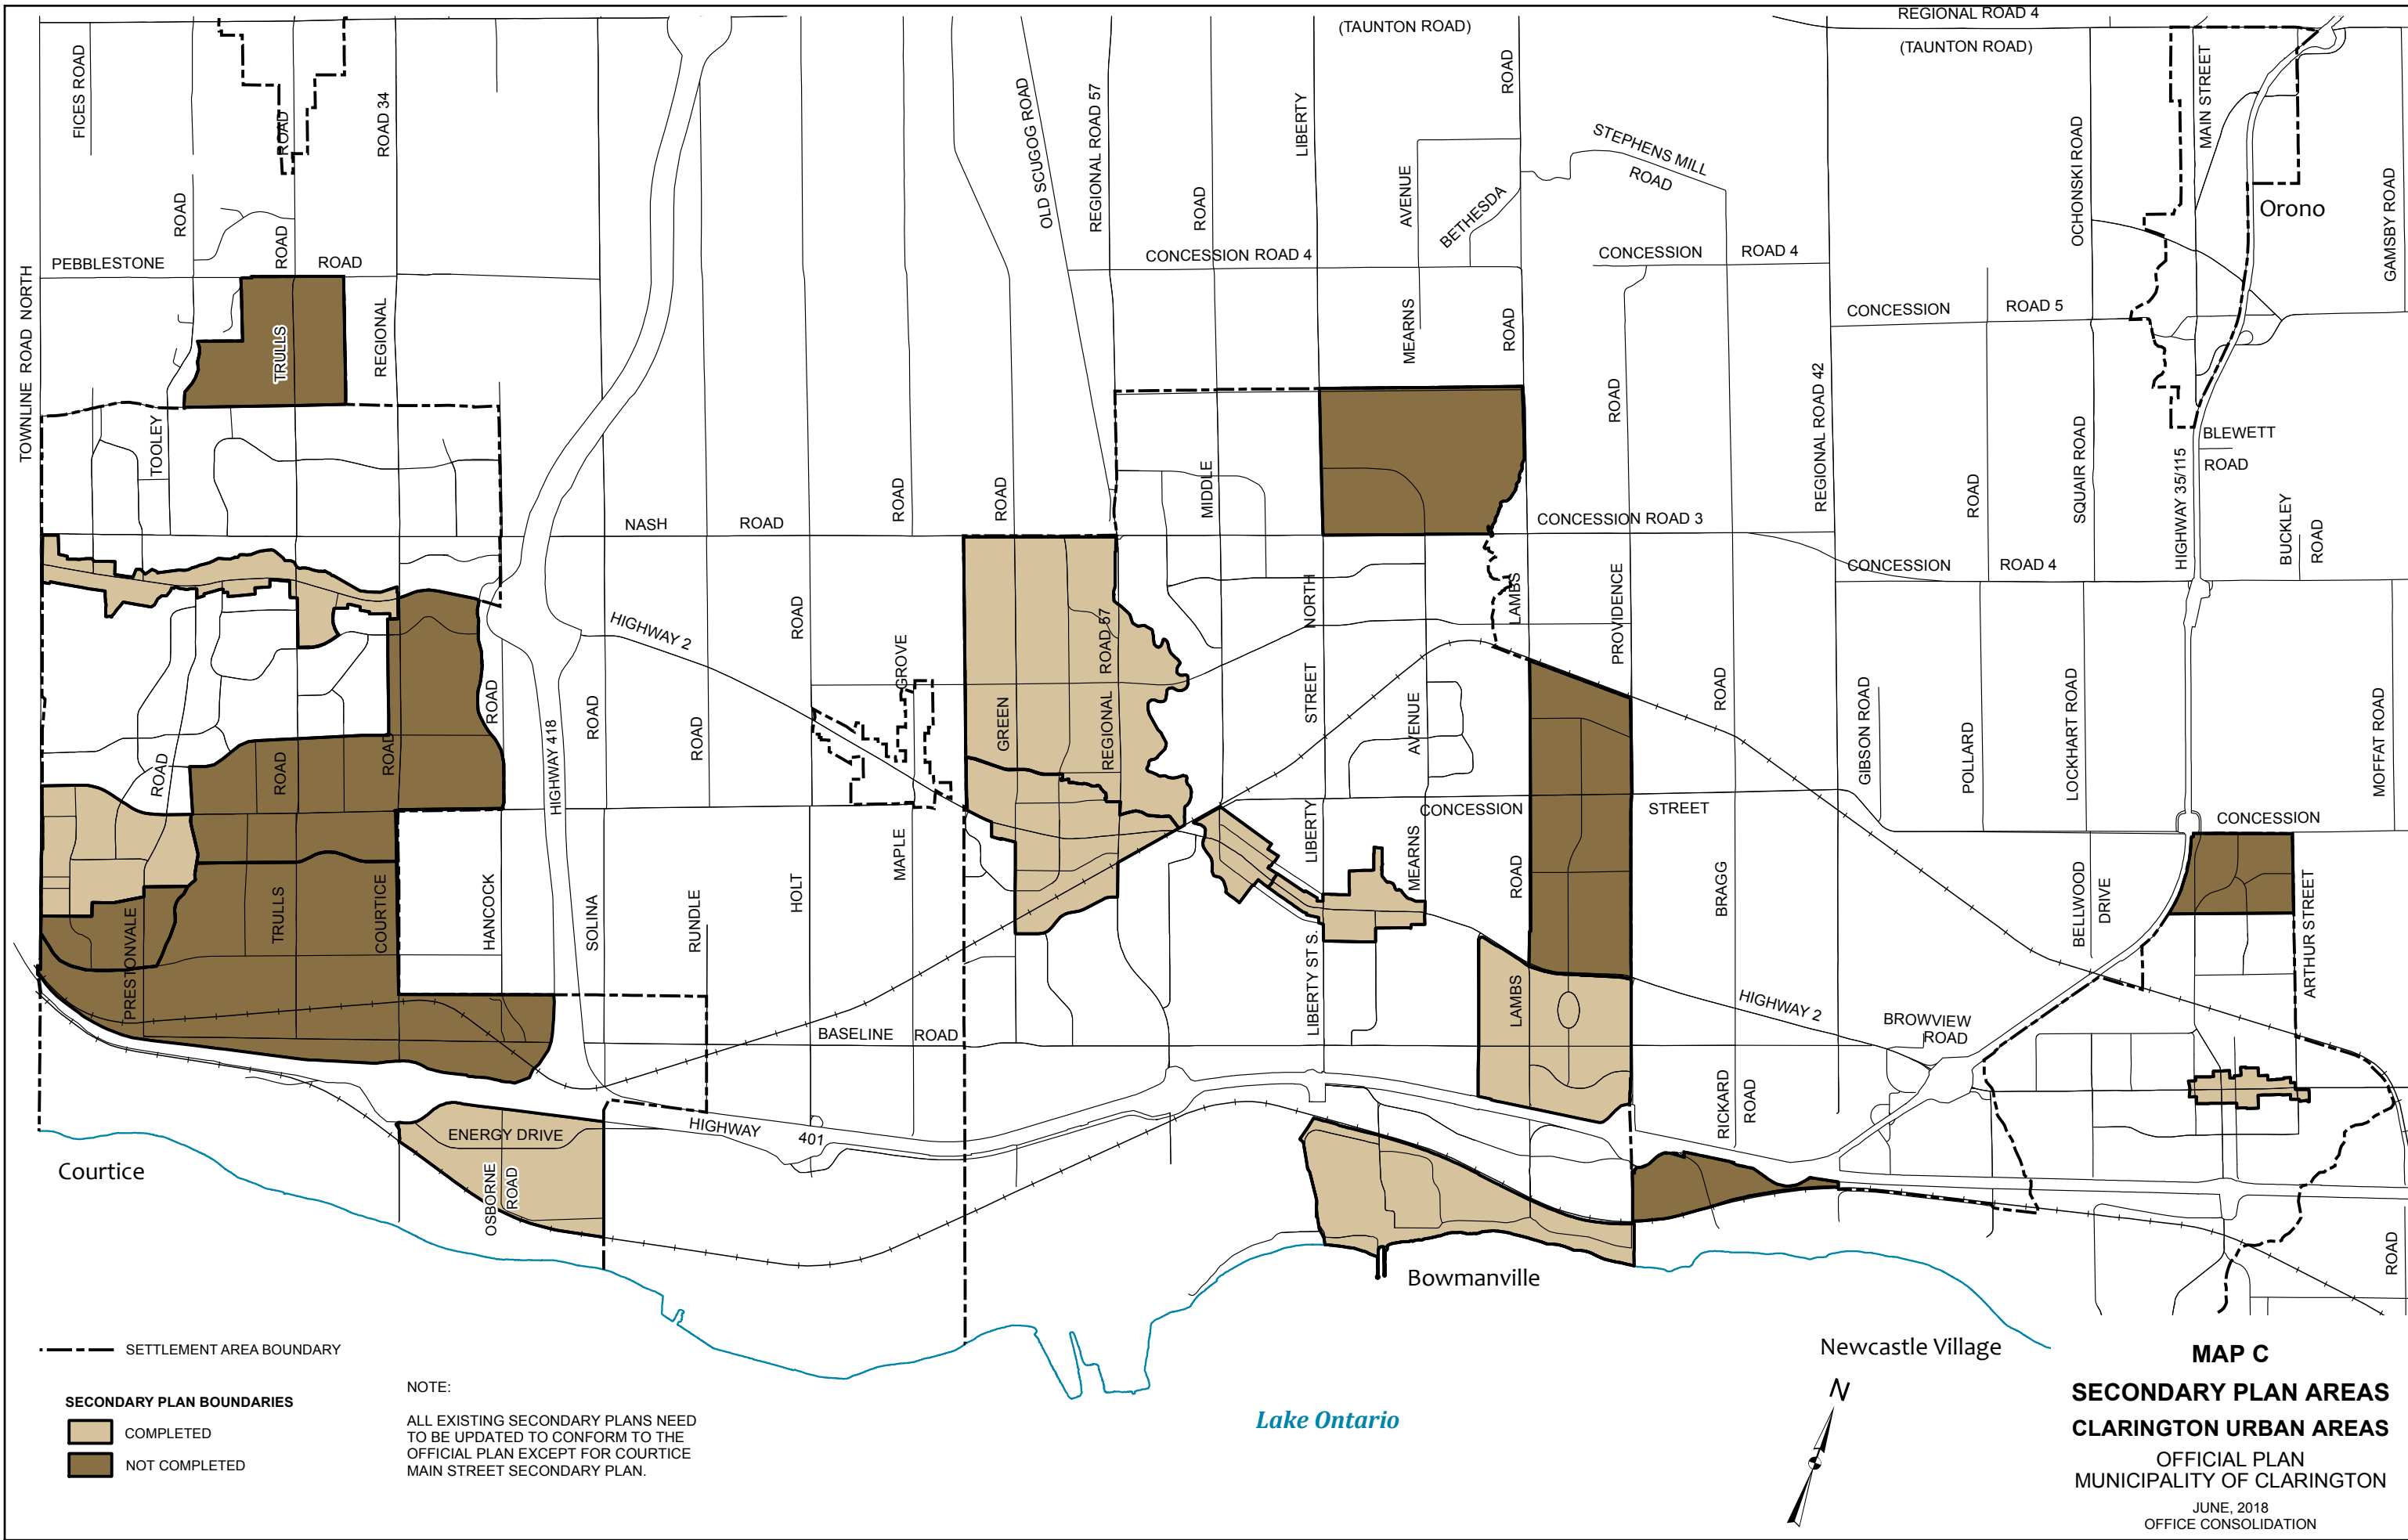 REGIONAL ROAD 4
(TAUNTON ROAD)
(TAUNTON ROAD)
FICES ROAD
ROAD
ROAD 34
OLD SCUGOG ROAD
REGIONAL ROAD 57
LIBERTY
ROAD
STEPHENS MILL
ROAD
OCHONSKI ROAD
MAIN STREET
Orono
GAMSBY ROAD
ROAD
ROAD
ROAD
AVENUE
BETHESDA
PEBBLESTONE
ROAD
CONCESSION ROAD 4
CONCESSION
ROAD 4
TOWNLINE ROAD NORTH
TRULLS
REGIONAL
MEARNS
ROAD
CONCESSION
ROAD 5
REGIONAL ROAD 42
ROAD
TOOLEY
BLEWETT
ROAD
SQUAIR ROAD
HIGHWAY 35/115
BUCKLEY
ROAD
NASH
ROAD
ROAD
ROAD
MIDDLE
CONCESSION ROAD 3
ROAD
CONCESSION
ROAD 4
HIGHWAY 2
ROAD
GROVE
NORTH
LAMBS
PROVIDENCE
REGIONAL ROAD 57
GREEN
STREET
AVENUE
ROAD
GIBSON ROAD
POLLARD
LOCKHART ROAD
MOFFAT ROAD
ROAD
ROAD
ROAD
ROAD
HIGHWAY 418
ROAD
ROAD
CONCESSION
STREET
CONCESSION
PRESTONVALE
TRULLS
COURTICE
HANCOCK
SOLINA
RUNDLE
HOLT
MAPLE
LIBERTY
MEARNS
ROAD
BRAGG
BELLWOOD
DRIVE
ARTHUR STREET
LIBERTY ST S.
LAMBS
HIGHWAY 2
BROWVIEW
ROAD
BASELINE
ROAD
RICKARD
ROAD
ENERGY DRIVE
HIGHWAY
401
OSBORNE
ROAD
Courtice
Bowmanville
ROAD
Newcastle Village
Lake Ontario
N
SETTLEMENT AREA BOUNDARY
SECONDARY PLAN BOUNDARIES
COMPLETED
NOT COMPLETED
NOTE:
ALL EXISTING SECONDARY PLANS NEED
TO BE UPDATED TO CONFORM TO THE
OFFICIAL PLAN EXCEPT FOR COURTICE
MAIN STREET SECONDARY PLAN.
MAP C
SECONDARY PLAN AREAS
CLARINGTON URBAN AREAS
OFFICIAL PLAN
MUNICIPALITY OF CLARINGTON
JUNE, 2018
OFFICE CONSOLIDATION